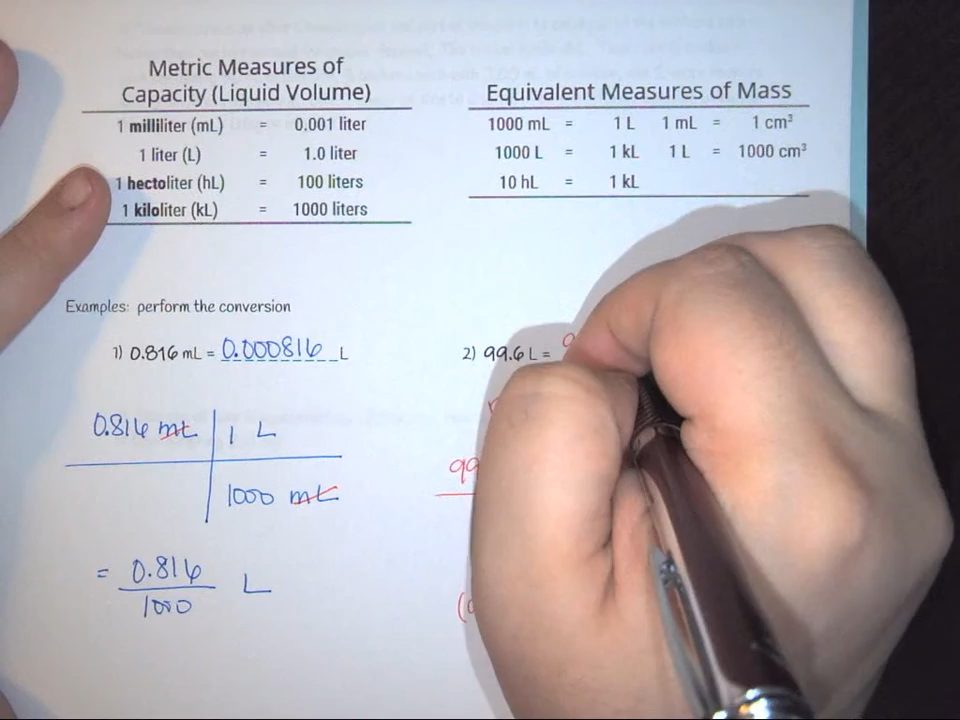 Metric Measures of
Capacity (Liquid Volume)
1 milliliter (mL) = 0.001 liter
1 liter (L) = 1.0 liter
1 hectoliter (hL) = 100 liters
1 kiloliter (kL) = 1000 liters
Equivalent Measures of Mass
1000 mL = 1 L 1 mL = 1 cm³
1000 L = 1 kL 1 L = 1000 cm³
10 hL = 1 kL
Examples: perform the conversion
1) 0.816 mL = 0.000816 L
0.816 mL 1 L
1000 mL
= 0.816 L
1000
2) 99.6 L =
99